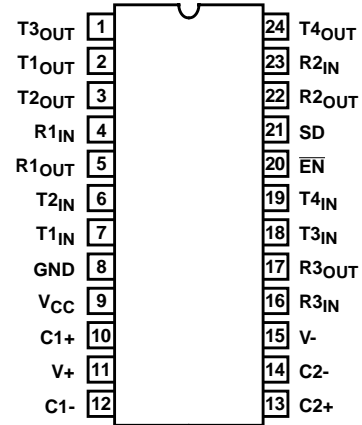 T3OUT 1 24 T4OUT
T1OUT 2 23 R2IN
T2OUT 3 22 R2OUT
R1IN 4 21 SD
R1OUT 5 20 EN
T2IN 6 19 T4IN
T1IN 7 18 T3IN
GND 8 17 R3OUT
VCC 9 16 R3IN
C1+ 10 15 V-
V+ 11 14 C2-
C1- 12 13 C2+